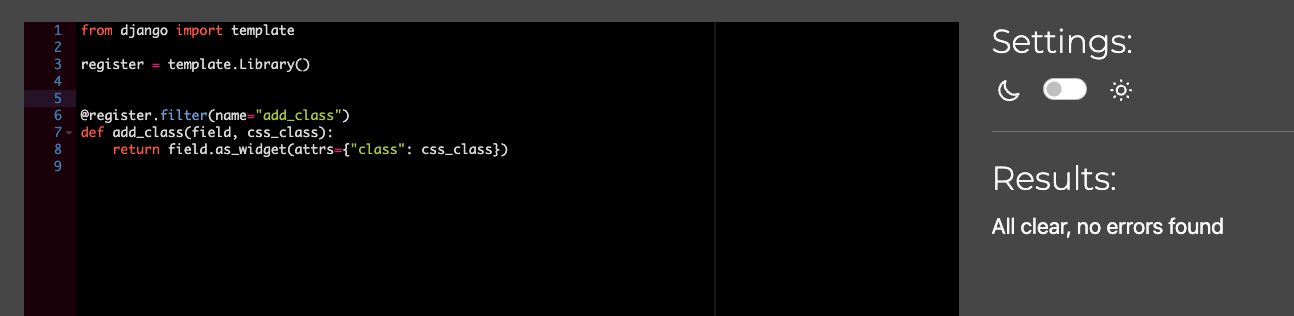 1 from django import template
2
3 register = template.Library()
4
5
6 @register.filter(name="add_class")
7 def add_class(field, css_class):
8     return field.as_widget(attrs={"class": css_class})
9
Settings:
Results:
All clear, no errors found